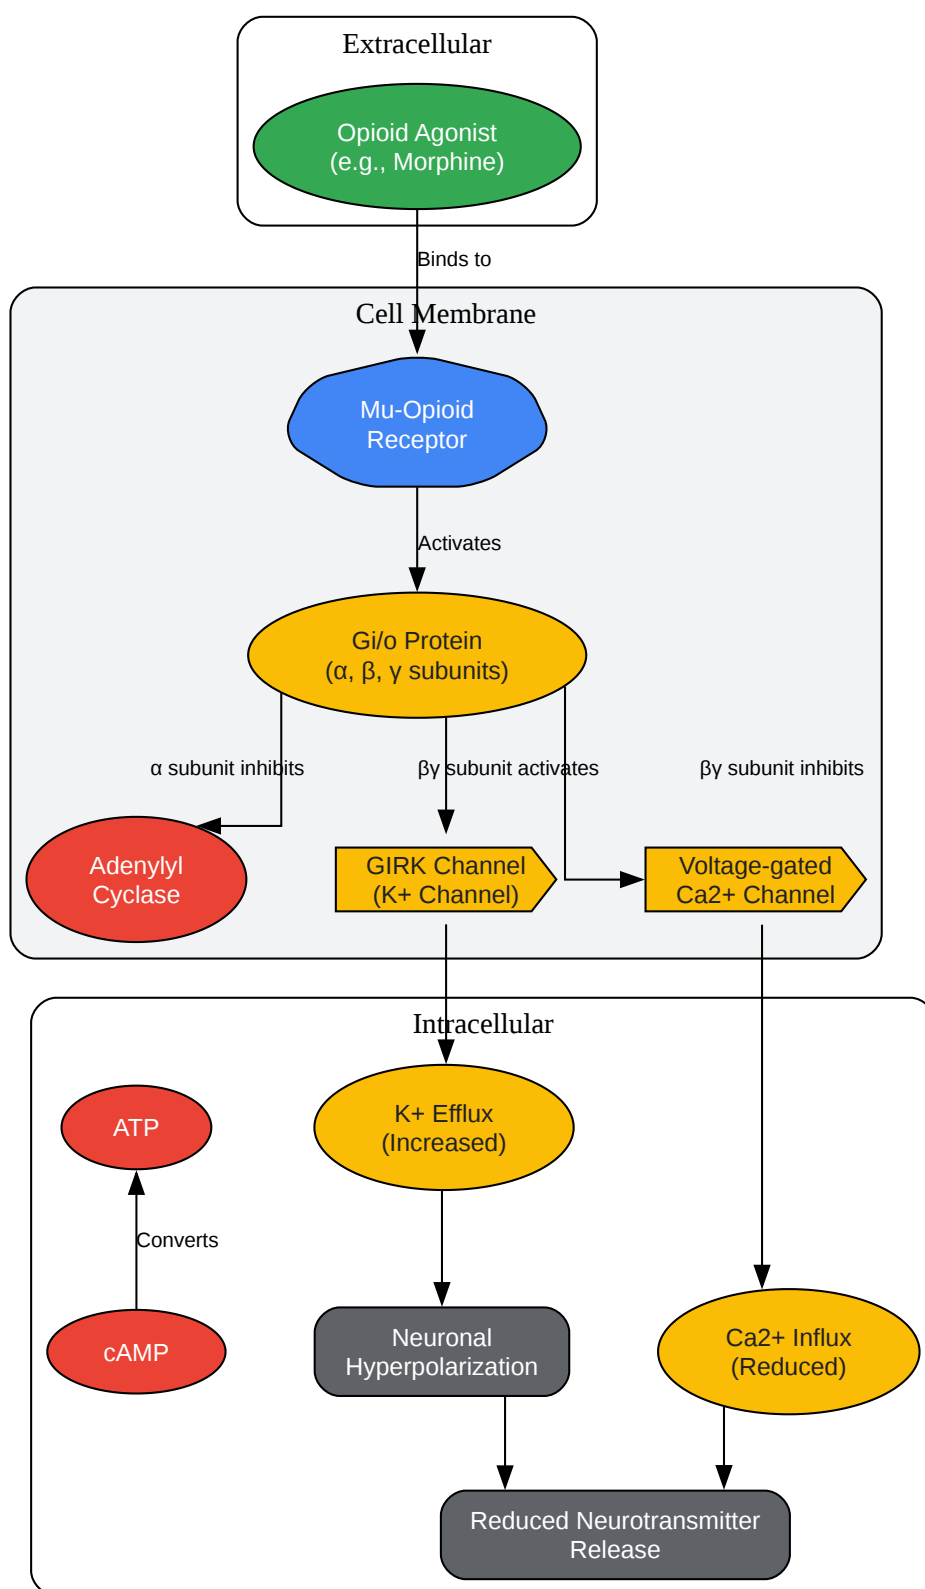 Extracellular
Opioid Agonist
(e.g., Morphine)
Binds to
Cell Membrane
Mu-Opioid
Receptor
Activates
Gi/o Protein
(α, β, γ subunits)
α subunit inhibits
βγ subunit activates
βγ subunit inhibits
Adenylyl
Cyclase
GIRK Channel
(K+ Channel)
Voltage-gated
Ca2+ Channel
Intracellular
ATP
K+ Efflux
(Increased)
Converts
cAMP
Neuronal
Hyperpolarization
Ca2+ Influx
(Reduced)
Reduced Neurotransmitter
Release